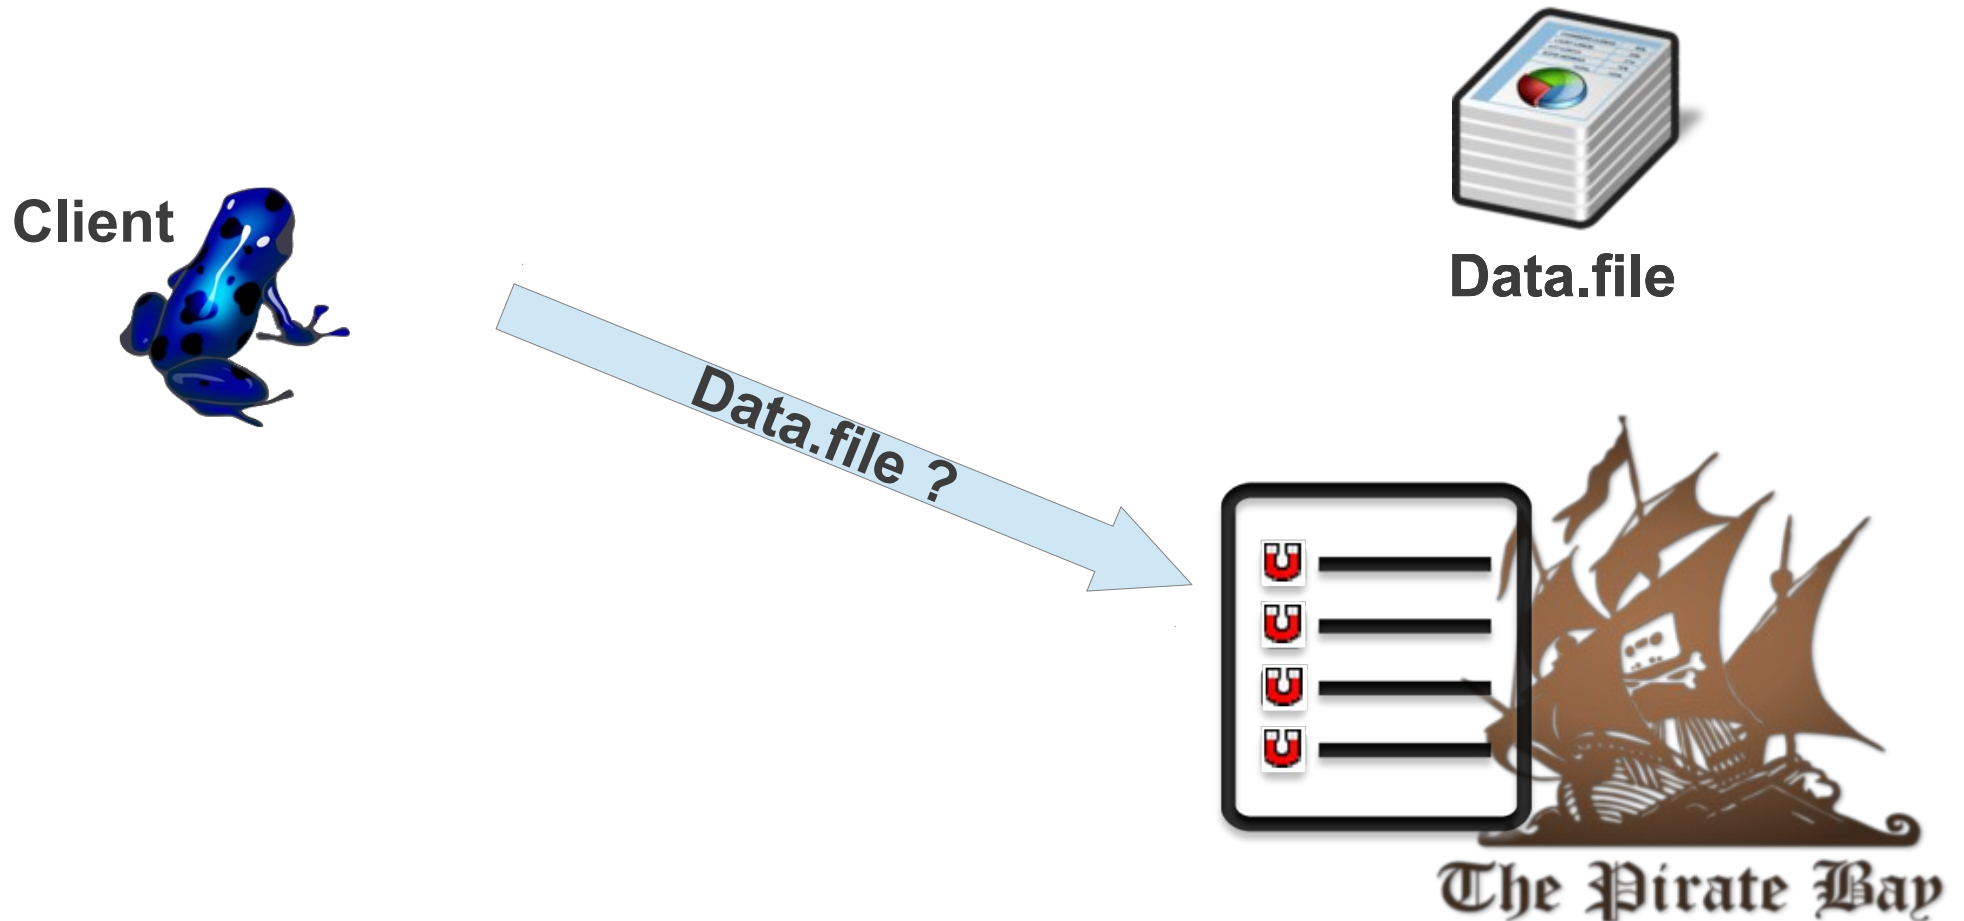 Client
Data.file
Data.file ?
The Pirate Bay